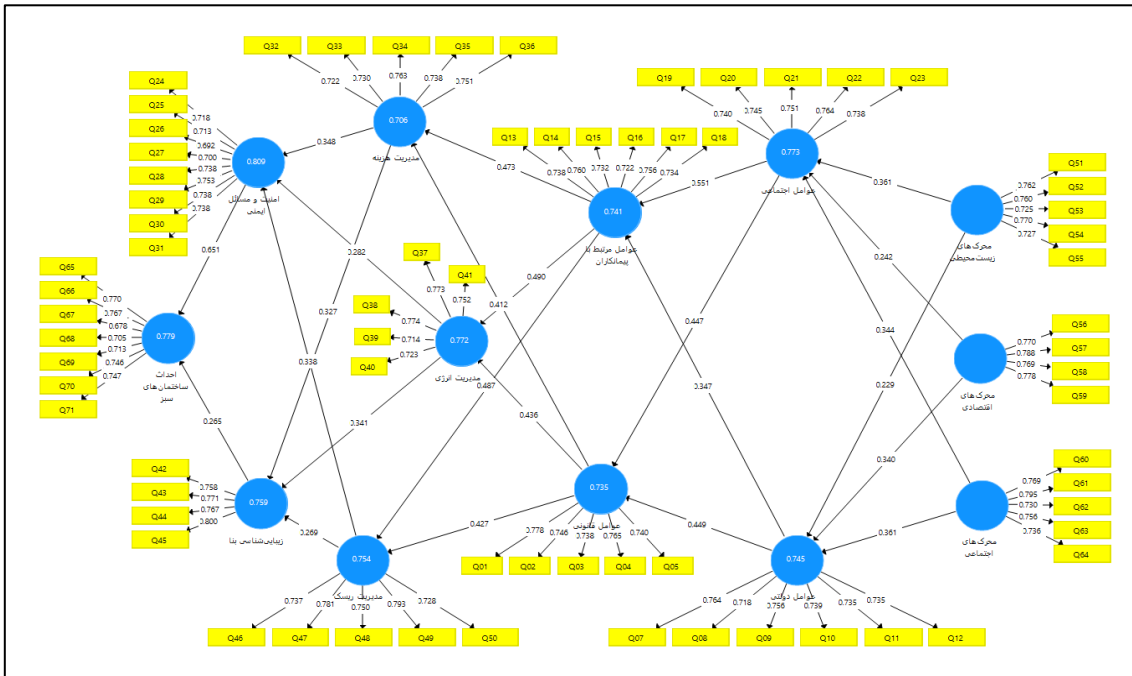 Q32
Q33
Q34
Q35
Q36
0.722
0.730
0.763
0.738
0.751
0.706
مدیریت هزینه
Q24
Q25
Q26
Q27
Q28
Q29
Q30
Q31
0.718
0.713
0.692
0.700
0.738
0.753
0.738
0.738
0.809
امنیت و مسائل
ایمنی
0.348
Q13
Q14
Q15
Q16
Q17
Q18
0.738
0.760
0.732
0.722
0.756
0.734
0.741
عوامل مرتبط با
پیمانکاران
0.473
Q19
Q20
Q21
Q22
Q23
0.740
0.745
0.751
0.764
0.738
0.773
عوامل اجتماعی
0.551
0.361
Q51
Q52
Q53
Q54
Q55
0.762
0.760
0.725
0.770
0.727
محرک های
زیست‌محیطی
0.651
0.282
0.327
0.338
0.490
0.412
0.487
0.447
0.347
0.242
0.344
0.229
Q37
Q41
Q38
Q39
Q40
0.773
0.752
0.774
0.714
0.723
0.772
مدیریت انرژی
0.436
0.341
Q65
Q66
Q67
Q68
Q69
Q70
Q71
0.770
0.767
0.678
0.705
0.713
0.746
0.747
0.779
احداث
ساختمان های
سبز
0.265
Q56
Q57
Q58
Q59
0.770
0.788
0.769
0.778
محرک های
اقتصادی
0.340
Q42
Q43
Q44
Q45
0.758
0.771
0.767
0.800
0.759
زیبایی‌شناسی بنا
0.269
0.735
عوامل قانونی
0.427
0.449
0.778
0.746
0.738
0.765
0.740
Q01
Q02
Q03
Q04
Q05
Q60
Q61
Q62
Q63
Q64
0.769
0.795
0.730
0.756
0.736
محرک های
اجتماعی
0.361
0.754
مدیریت ریسک
0.737
0.781
0.750
0.793
0.728
Q46
Q47
Q48
Q49
Q50
0.745
عوامل دولتی
0.764
0.718
0.756
0.739
0.735
0.735
Q07
Q08
Q09
Q10
Q11
Q12